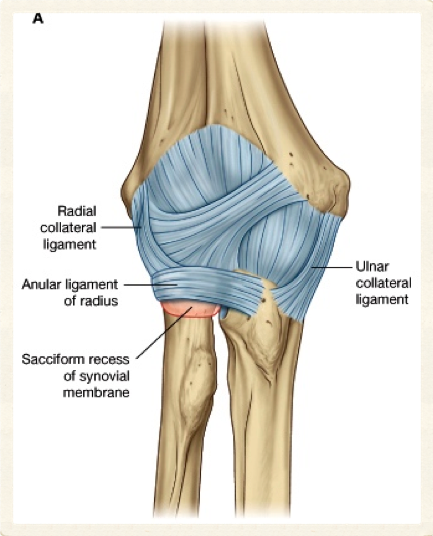 A
Radial
collateral
ligament
Anular ligament
of radius
Ulnar
collateral
ligament
Sacciform recess
of synovial
membrane